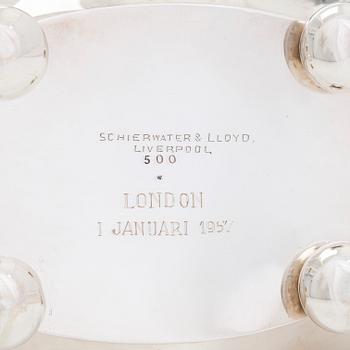 SCHIERWATER & LLOYD,
LIVERPOOL
500
LONDON
1 JANUARI 1957